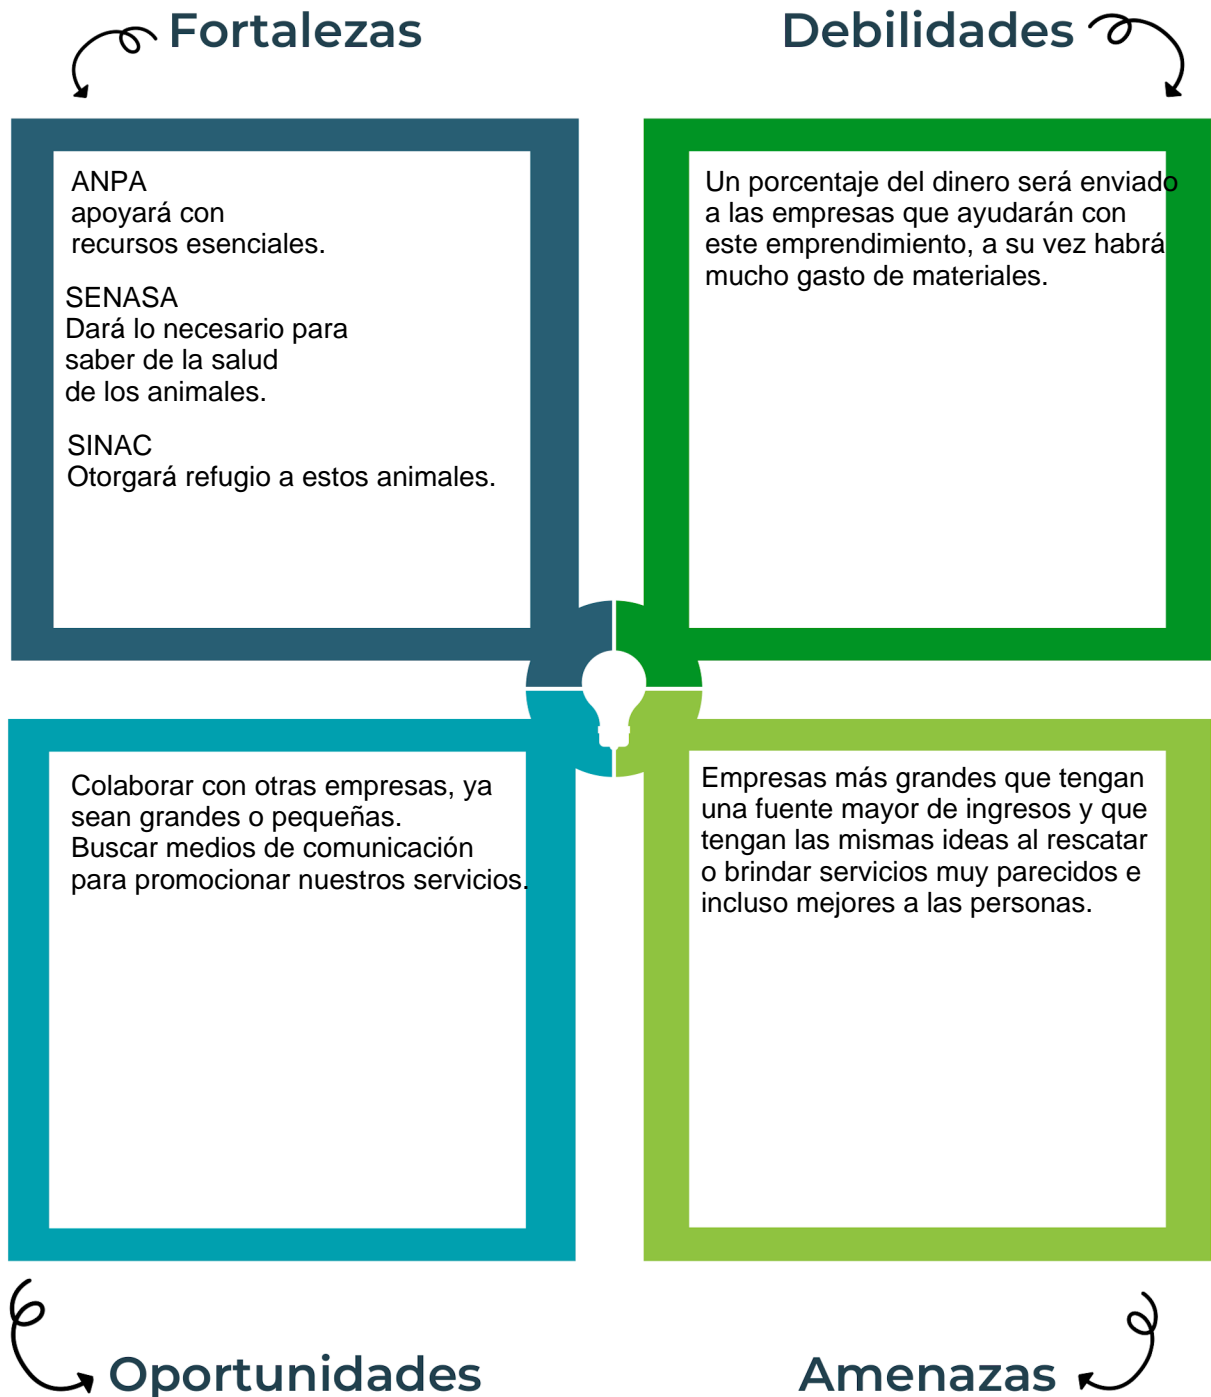 Fortalezas
ANPA
apoyará con
recursos esenciales.
SENASA
Dará lo necesario para
saber de la salud
de los animales.
SINAC
Otorgará refugio a estos animales.
Debilidades
Un porcentaje del dinero será enviado
a las empresas que ayudarán con
este emprendimiento, a su vez habrá
mucho gasto de materiales.
Colaborar con otras empresas, ya
sean grandes o pequeñas.
Buscar medios de comunicación
para promocionar nuestros servicios.
Oportunidades
Empresas más grandes que tengan
una fuente mayor de ingresos y que
tengan las mismas ideas al rescatar
o brindar servicios muy parecidos e
incluso mejores a las personas.
Amenazas